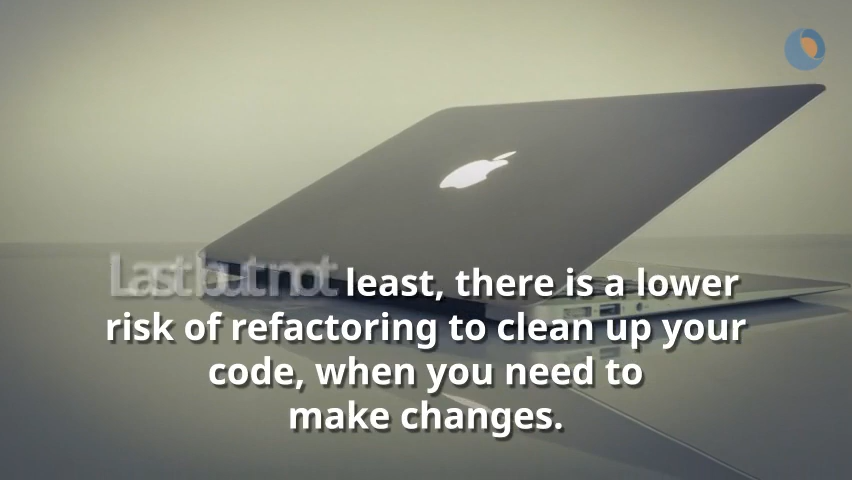 Last but not least, there is a lower
risk of refactoring to clean up your
code, when you need to
make changes.